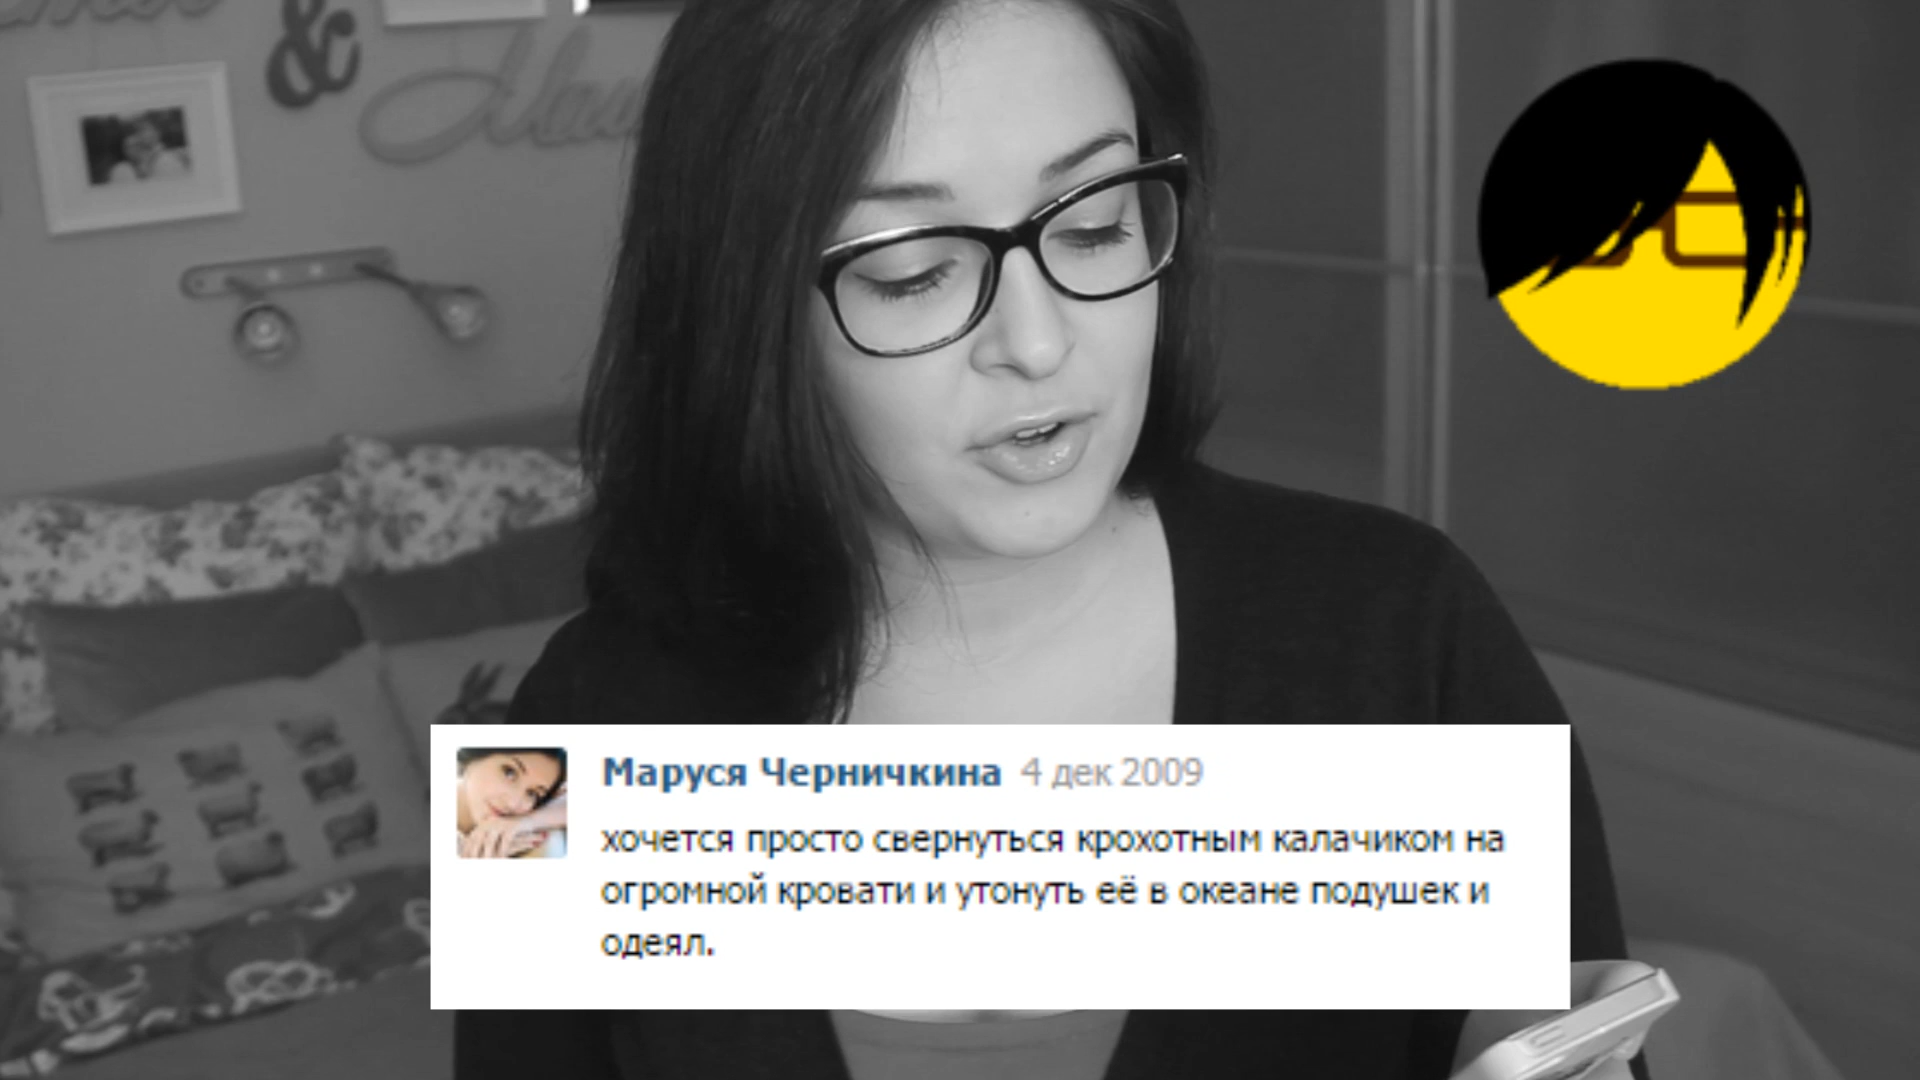 &
Маруся Черничкина 4 дек 2009
хочется просто свернуться крохотным калачиком на
огромной кровати и утонуть её в океане подушек и
одеял.